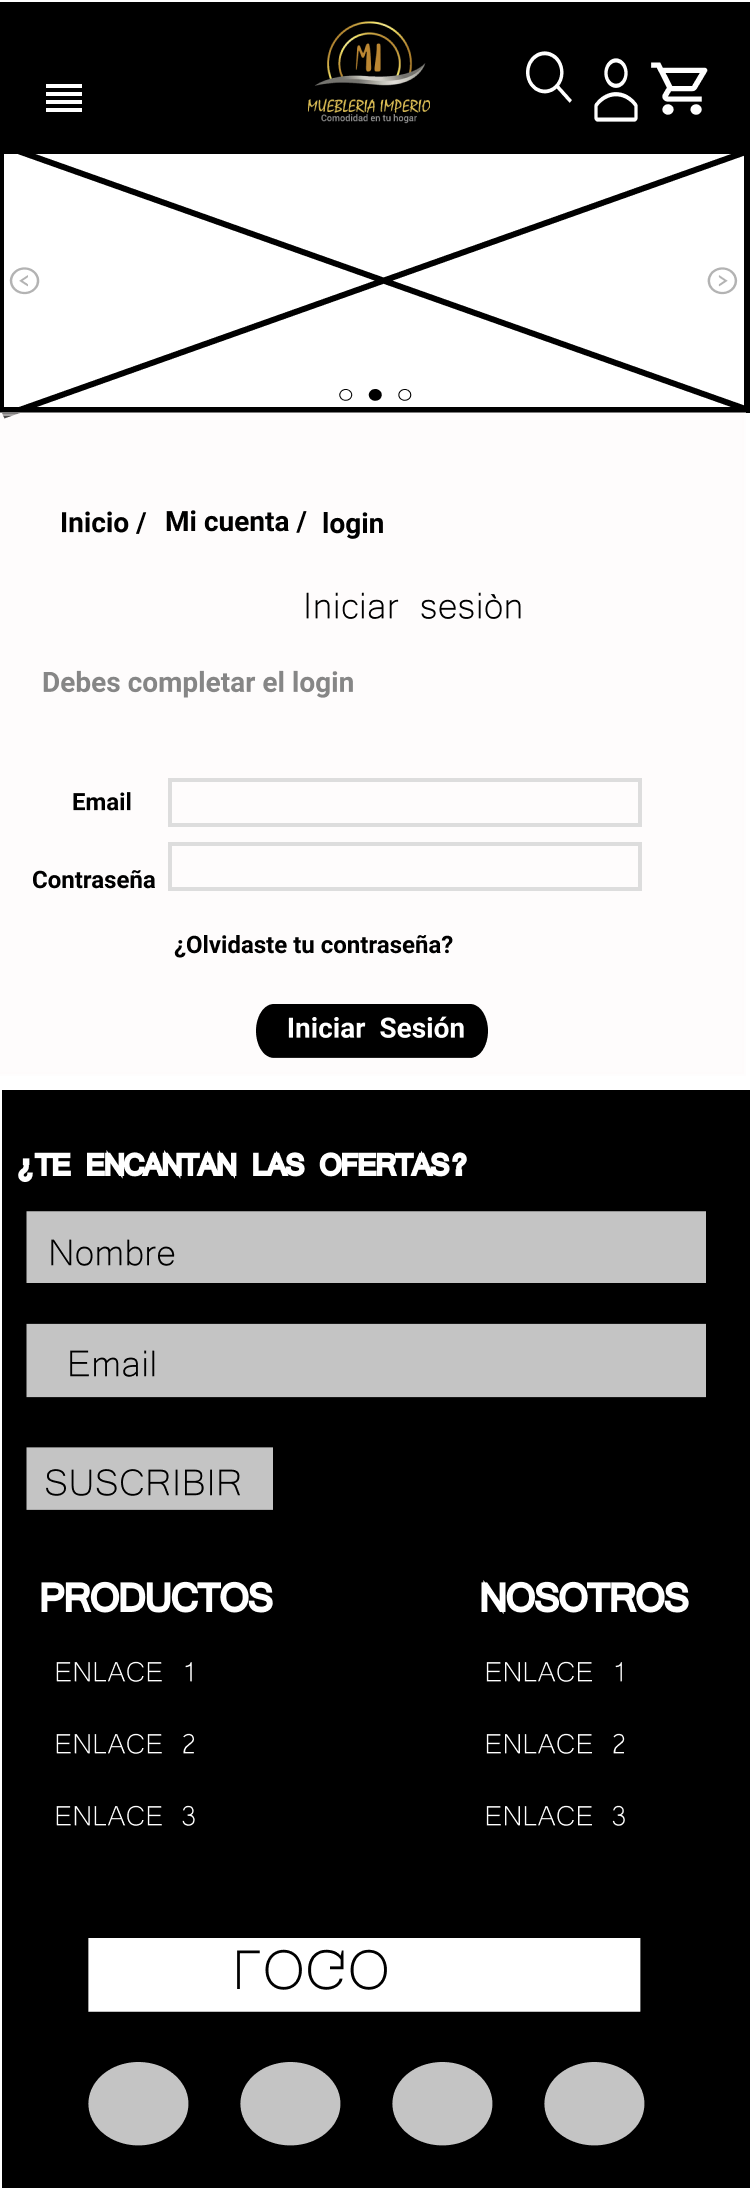 MI
MUEBLERIA IMPERIO
Comodidad en tu hogar
Inicio / Mi cuenta / login
Iniciar sesiòn
Debes completar el login
Email
Contraseña
¿Olvidaste tu contraseña?
Iniciar Sesión
¿TE ENCANTAN LAS OFERTAS?
Nombre
Email
SUSCRIBIR
PRODUCTOS NOSOTROS
ENLACE 1 ENLACE 1
ENLACE 2 ENLACE 2
ENLACE 3 ENLACE 3
LOGO